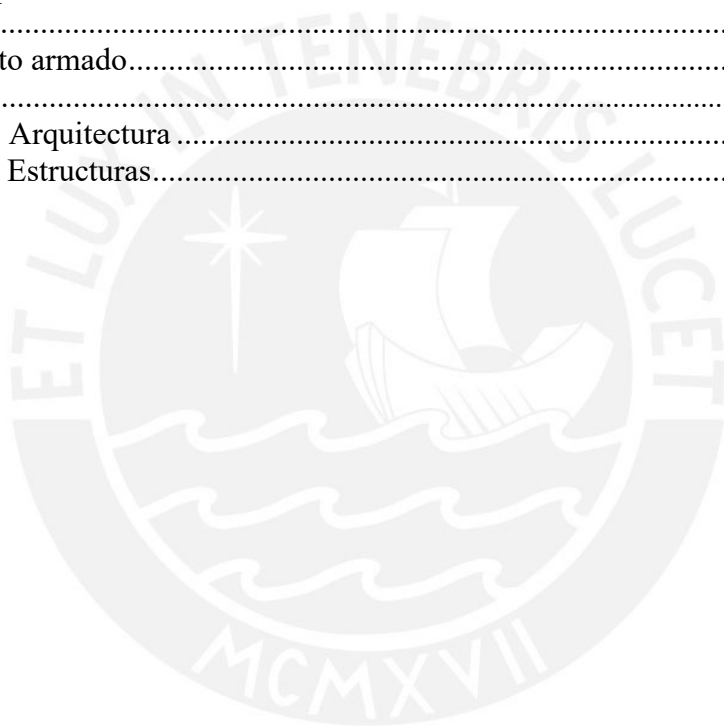 ....................................................................................................
to armado....................................................................................
....................................................................................................
Arquitectura ..............................................................................
Estructuras.................................................................................
ET LUX IN TENEBRIS LUCET
MCMXVII